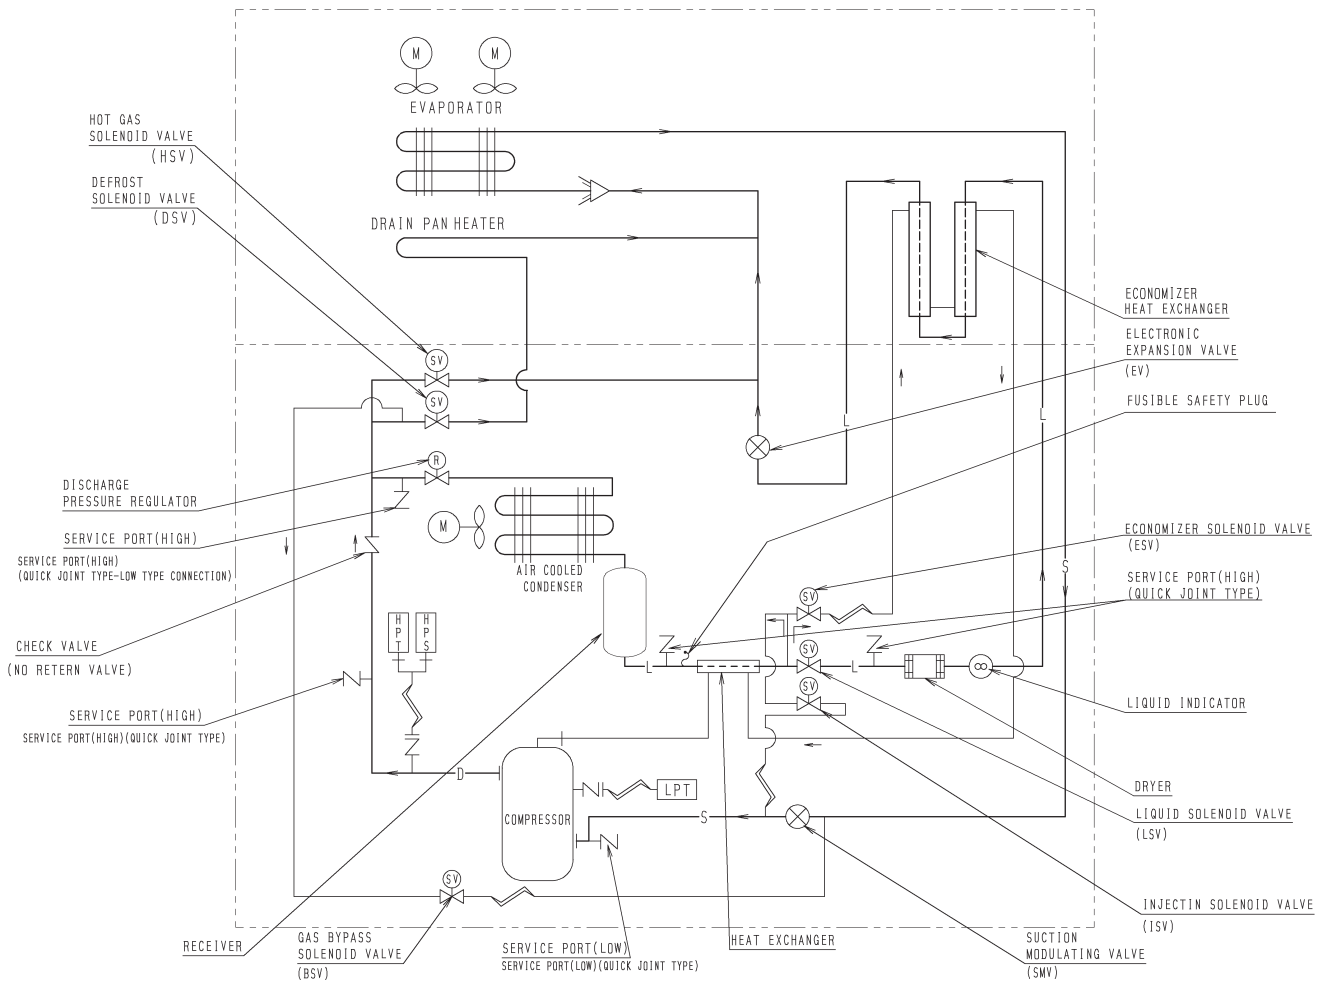 M
M
EVAPORATOR
HOT GAS
SOLENOID VALVE
(HSV)
DEFROST
SOLENOID VALVE
(DSV)
DRAIN PAN HEATER
ECONOMIZER
HEAT EXCHANGER
ELECTRONIC
EXPANSION VALVE
(EV)
FUSIBLE SAFETY PLUG
SV
SV
L
L
R
DISCHARGE
PRESSURE REGULATOR
SERVICE PORT(HIGH)
SERVICE PORT(HIGH)
(QUICK JOINT TYPE-LOW TYPE CONNECTION)
M
AIR COOLED
CONDENSER
ECONOMIZER SOLENOID VALVE
(ESV)
S
SERVICE PORT(HIGH)
(QUICK JOINT TYPE)
SV
HPT
HPS
CHECK VALVE
(NO RETERN VALVE)
SV
L
L
SV
SERVICE PORT(HIGH)
SERVICE PORT(HIGH)(QUICK JOINT TYPE)
LIQUID INDICATOR
D
LPT
DRYER
COMPRESSOR
S
LIQUID SOLENOID VALVE
(LSV)
SV
INJECTIN SOLENOID VALVE
(ISV)
RECEIVER
GAS BYPASS
SOLENOID VALVE
(BSV)
SERVICE PORT(LOW)
SERVICE PORT(LOW)(QUICK JOINT TYPE)
HEAT EXCHANGER
SUCTION
MODULATING VALVE
(SMV)